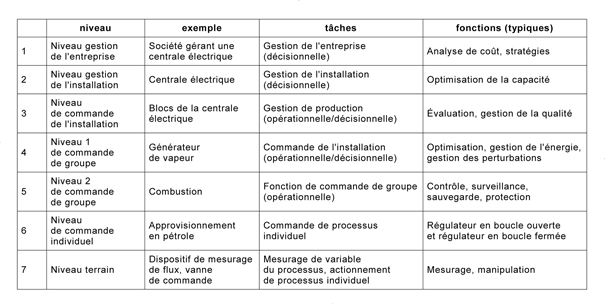 niveau exemple tâches fonctions (typiques)
1 Niveau gestion de l'entreprise Société gérant une centrale électrique Gestion de l'entreprise (décisionnelle) Analyse de coût, stratégies
2 Niveau gestion de l'installation Centrale électrique Gestion de l'installation (décisionnelle) Optimisation de la capacité
3 Niveau de commande de l'installation Blocs de la centrale électrique Gestion de production (opérationnelle/décisionnelle) Évaluation, gestion de la qualité
4 Niveau 1 de commande de groupe Générateur de vapeur Commande de l'installation (opérationnelle/décisionnelle) Optimisation, gestion de l'énergie, gestion des perturbations
5 Niveau 2 de commande de groupe Combustion Fonction de commande de groupe (opérationnelle) Contrôle, surveillance, sauvegarde, protection
6 Niveau de commande individuel Approvisionnement en pétrole Commande de processus individuel Régulateur en boucle ouverte et régulateur en boucle fermée
7 Niveau terrain Dispositif de mesurage de flux, vanne de commande Mesurage de variable du processus, actionnement de processus individuel Mesurage, manipulation